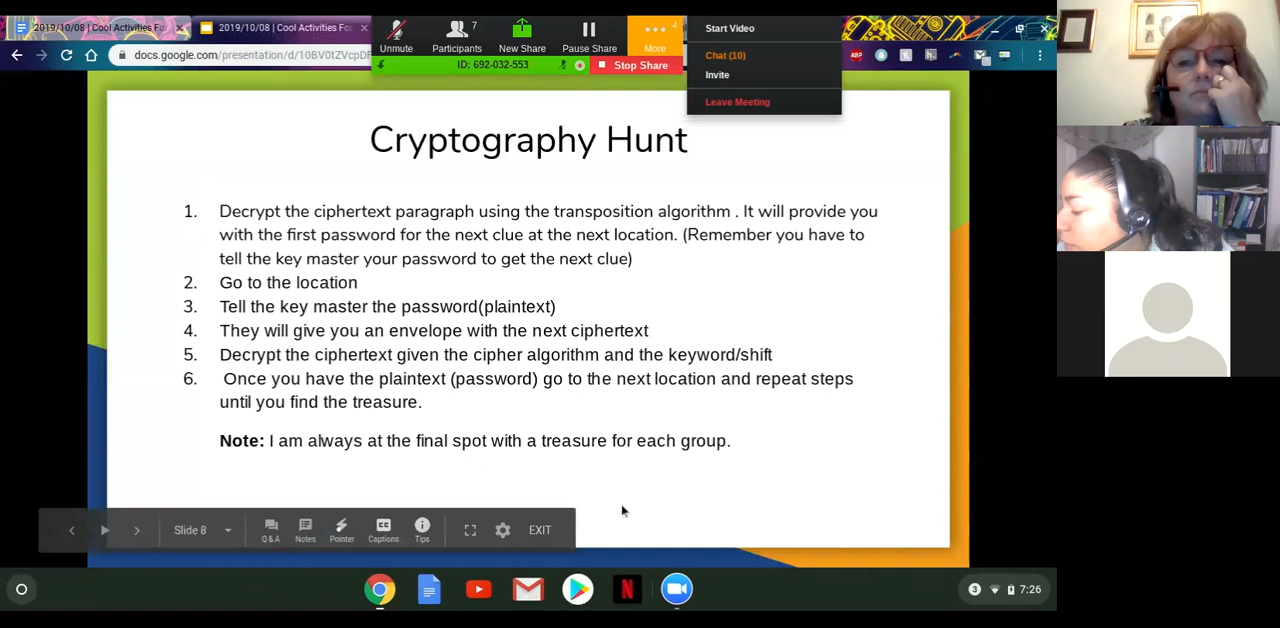 2019/10/08 | Cool Activities For
2019/10/08 | Cool Activities For
docs.google.com/presentation/d/10BV0tZVcpDF
Unmute
Participants
7
New Share
Pause Share
More
4
ID: 692-032-553
Stop Share
Start Video
Chat (10)
Invite
Leave Meeting
ABP
Cryptography Hunt
1. Decrypt the ciphertext paragraph using the transposition algorithm . It will provide you
with the first password for the next clue at the next location. (Remember you have to
tell the key master your password to get the next clue)
2. Go to the location
3. Tell the key master the password(plaintext)
4. They will give you an envelope with the next ciphertext
5. Decrypt the ciphertext given the cipher algorithm and the keyword/shift
6. Once you have the plaintext (password) go to the next location and repeat steps
until you find the treasure.
Note: I am always at the final spot with a treasure for each group.
Slide 8
Q&A
Notes
Pointer
CC
Captions
Tips
EXIT
N
3
7:26